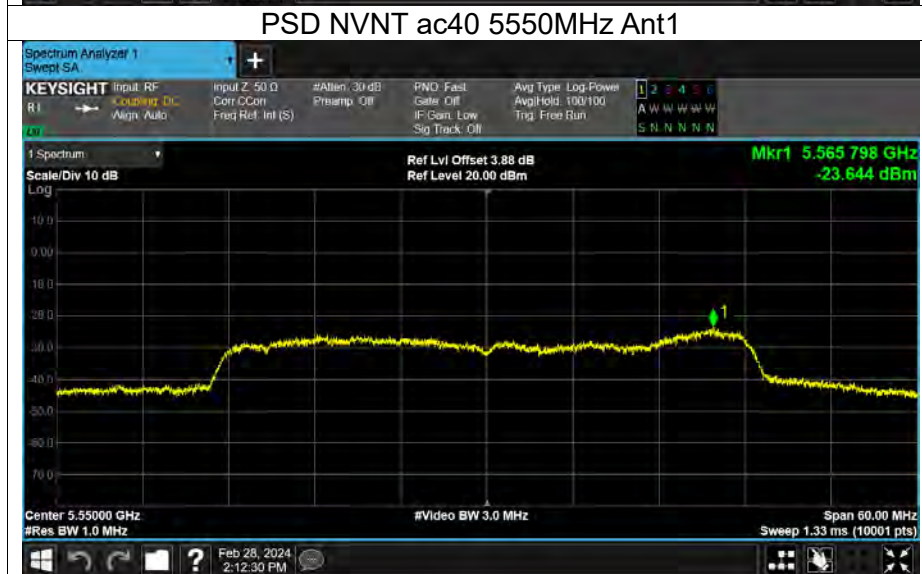 PSD NVNT ac40 5550MHz Ant1
Spectrum Analyzer 1
Swept SA
+
KEYSIGHT Input: RF Input Z: 50 Ω #Atten: 30 dB PNO: Fast Avg Type: Log-Power 1 2 3 4 5 6
R L Coupling: DC Corr CCorr Preamp: Off Gate: Off Avg|Hold: 100/100 A W W W W W
Align: Auto Freq Ref: Int (S) IF Gain: Low Trig: Free Run
Sig Track: Off S N N N N N
1 Spectrum Ref Lvl Offset 3.88 dB Mkr1 5.565 798 GHz
Scale/Div 10 dB Ref Level 20.00 dBm -23.644 dBm
Log
10.0
0.00
-10.0
-20.0
1
-30.0
-40.0
-50.0
-60.0
-70.0
Center 5.55000 GHz #Video BW 3.0 MHz Span 60.00 MHz
#Res BW 1.0 MHz Sweep 1.33 ms (10001 pts)
? Feb 28, 2024
2:12:30 PM